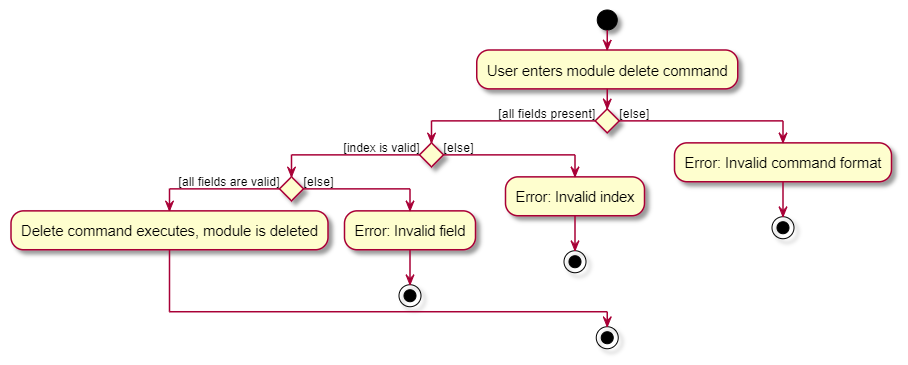 User enters module delete command
[all fields present]
[else]
[index is valid]
[else]
Error: Invalid command format
[all fields are valid]
[else]
Error: Invalid index
Delete command executes, module is deleted
Error: Invalid field